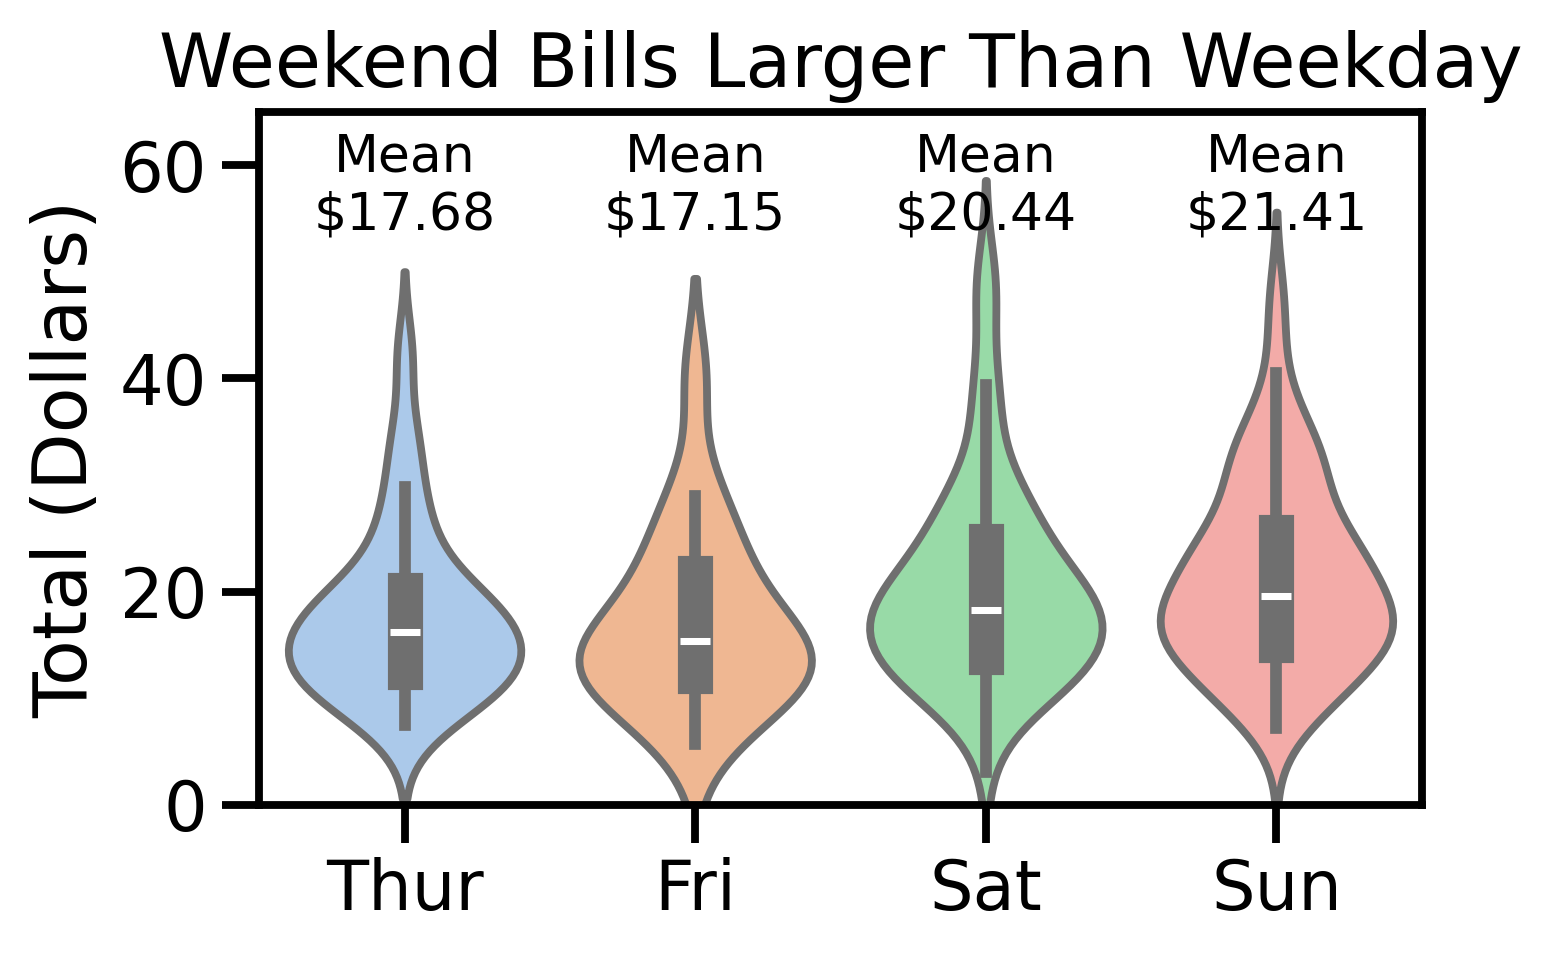 Weekend Bills Larger Than Weekday
Total (Dollars)
60
40
20
0
Mean
$17.68
Mean
$17.15
Mean
$20.44
Mean
$21.41
Thur
Fri
Sat
Sun